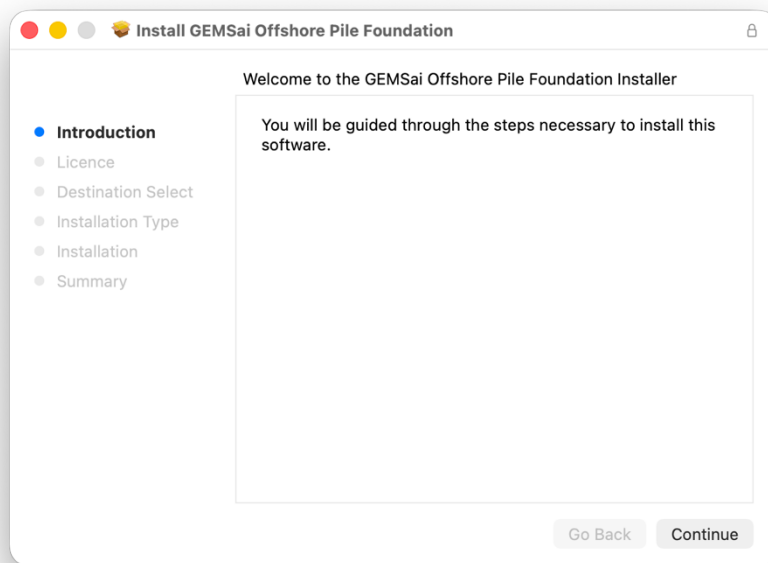 Install GEMSai Offshore Pile Foundation
Welcome to the GEMSai Offshore Pile Foundation Installer
Introduction
Licence
Destination Select
Installation Type
Installation
Summary
You will be guided through the steps necessary to install this
software.
Go Back
Continue